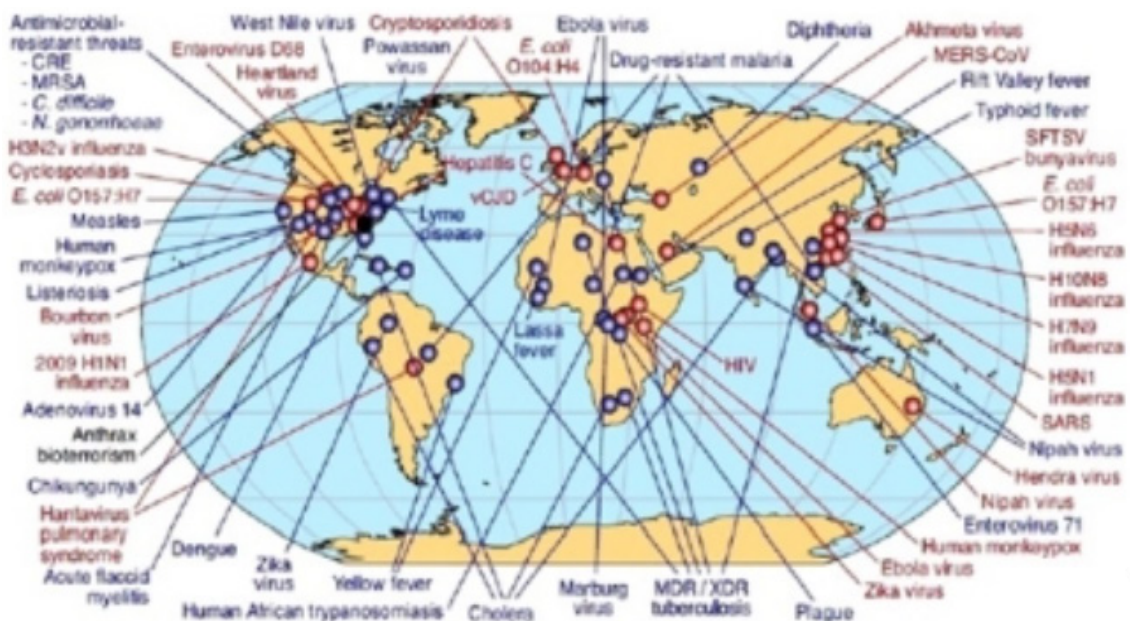 Antimicrobial-
resistant threats
- CRE
- MRSA
- C. difficile
- N. gonorrhoeae
West Nile virus
Cryptosporidiosis
Ebola virus
Diphtheria
Akhmeta virus
Enterovirus D68
Powassan
virus
E. coli
O104:H4
Drug-resistant malaria
MERS-CoV
Heartland
virus
Rift Valley fever
Typhoid fever
H3N2v influenza
Hepatitis C
SFTSV
bunyavirus
Cyclosporiasis
vCJD
E. coli O157:H7
E. coli
O157:H7
Measles
Lyme
disease
H5N6
influenza
Human
monkeypox
H10N8
influenza
Listeriosis
Bourbon
virus
Lassa
fever
H7N9
influenza
2009 H1N1
influenza
HIV
H5N1
influenza
Adenovirus 14
SARS
Anthrax
bioterrorism
Nipah virus
Chikungunya
Hendra virus
Hantavirus
pulmonary
syndrome
Nipah virus
Enterovirus 71
Dengue
Human monkeypox
Acute flaccid
myelitis
Zika
virus
Yellow fever
Marburg
virus
MDR/XDR
tuberculosis
Ebola virus
Zika virus
Human African trypanosomiasis
Cholera
Plague